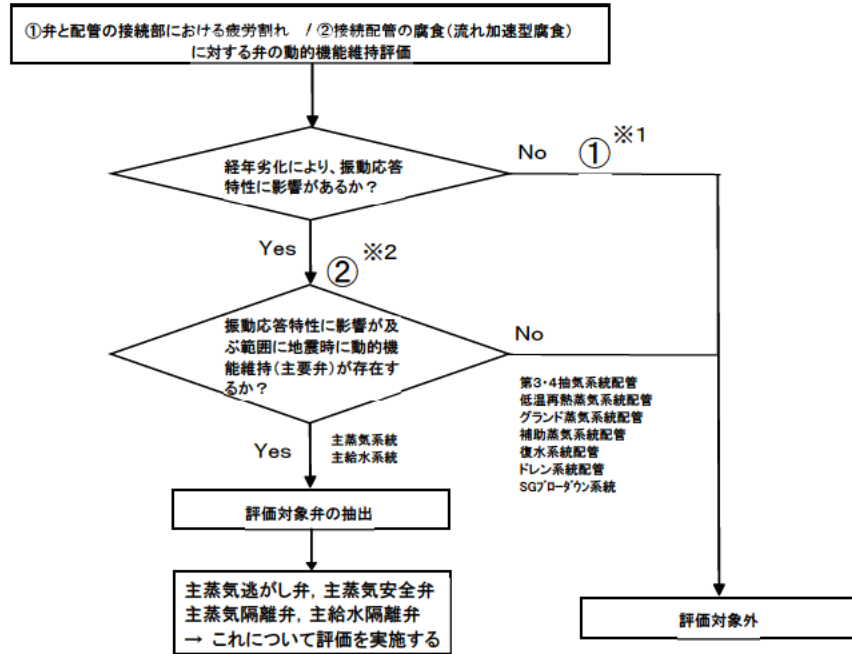 ①弁と配管の接続部における疲労割れ /②接続配管の腐食(流れ加速型腐食)
に対する弁の動的機能維持評価
経年劣化により、振動応答
特性に影響があるか?
No ①※1
Yes
②※2
振動応答特性に影響が及
ぶ範囲に地震時に動的機
能維持(主要弁)が存在す
るか?
No
第3・4抽気系統配管
低温再熱蒸気系統配管
グランド蒸気系統配管
補助蒸気系統配管
復水系統配管
ドレン系統配管
SGブローダウン系統
Yes
主蒸気系統
主給水系統
評価対象弁の抽出
主蒸気逃がし弁, 主蒸気安全弁
主蒸気隔離弁, 主給水隔離弁
→ これについて評価を実施する
評価対象外